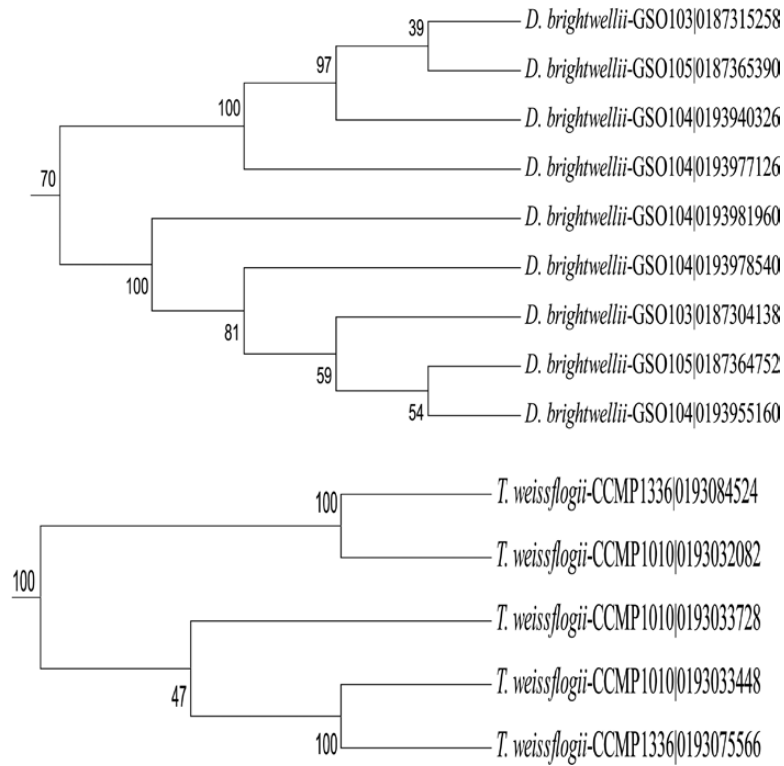 39
D. brightwellii-GSO103|0187315258
97
D. brightwellii-GSO105|0187365390
100
D. brightwellii-GSO104|0193940326
D. brightwellii-GSO104|0193977126
70
D. brightwellii-GSO104|0193981960
100
D. brightwellii-GSO104|0193978540
81
D. brightwellii-GSO103|0187304138
59
D. brightwellii-GSO105|0187364752
54
D. brightwellii-GSO104|0193955160
100
T. weissflogii-CCMP1336|0193084524
T. weissflogii-CCMP1010|0193032082
100
T. weissflogii-CCMP1010|0193033728
47
T. weissflogii-CCMP1010|0193033448
100
T. weissflogii-CCMP1336|0193075566